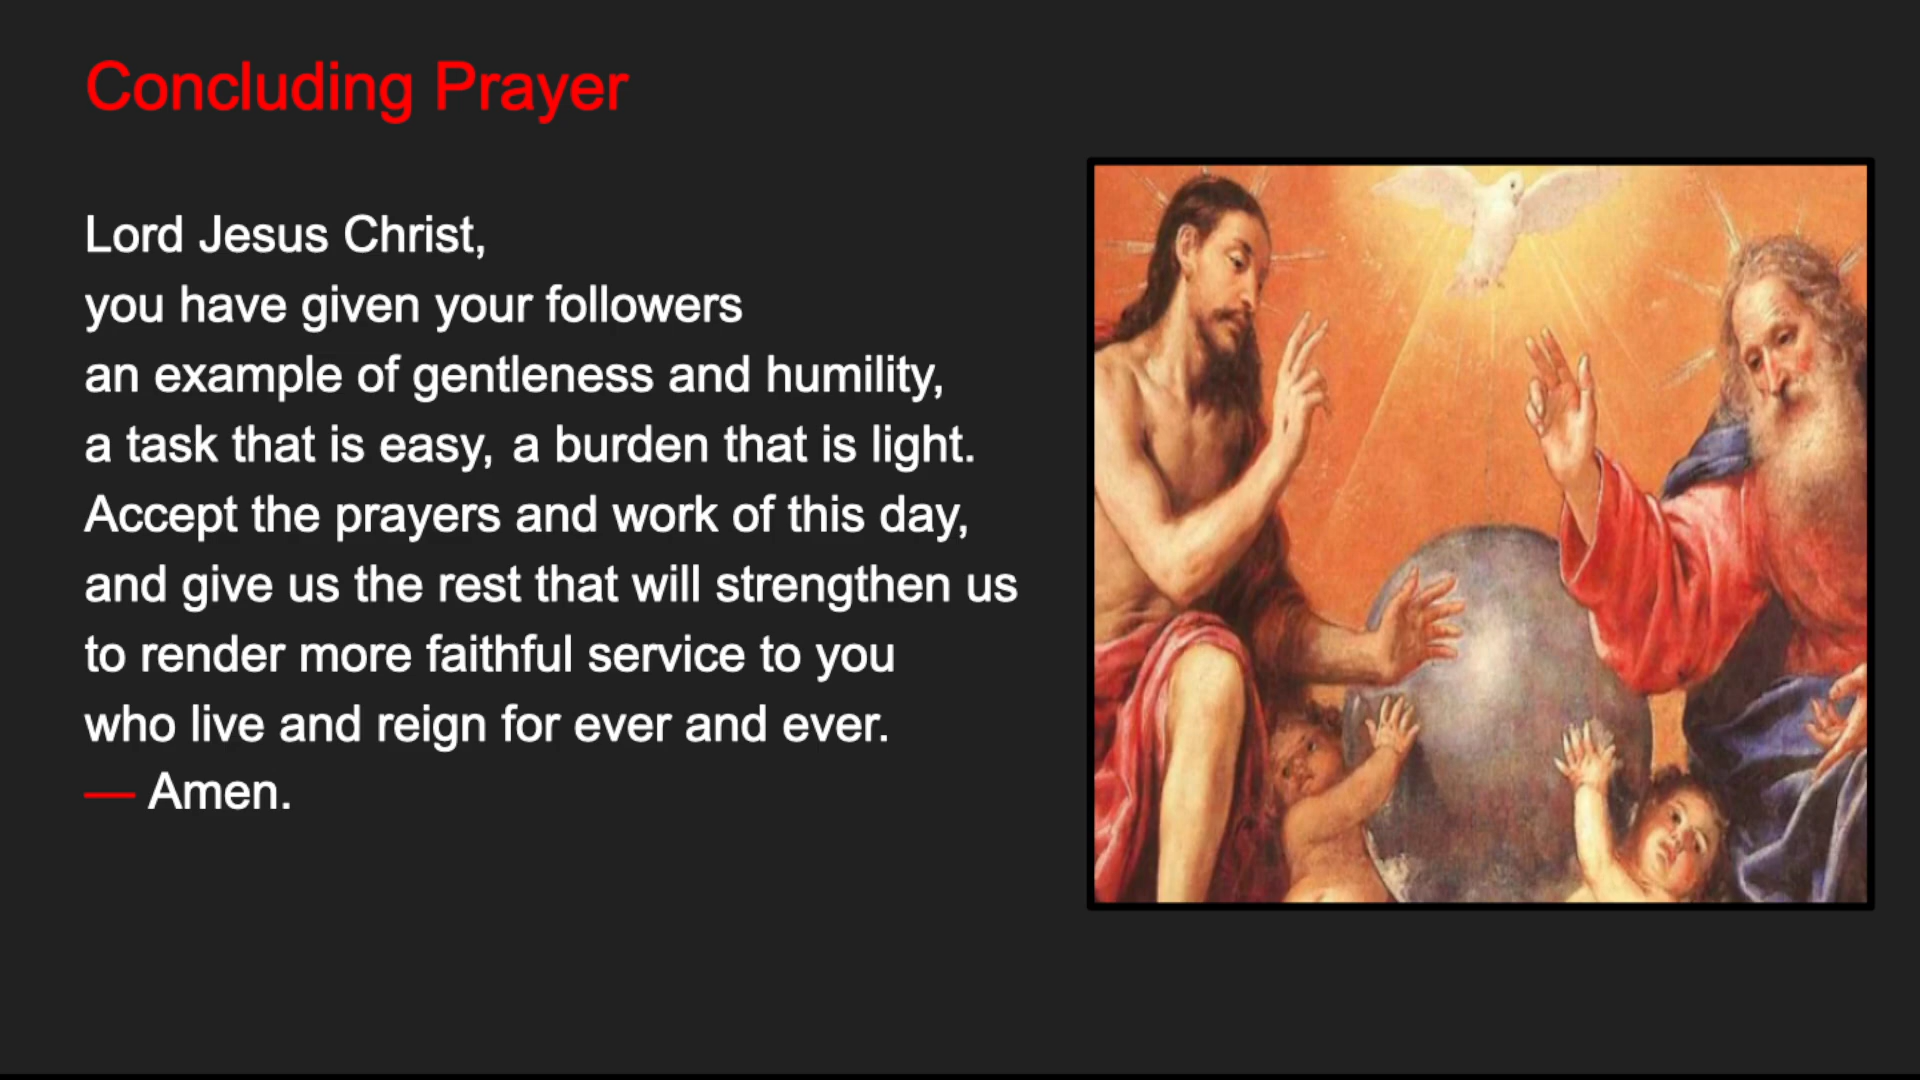 Concluding Prayer
Lord Jesus Christ,
you have given your followers
an example of gentleness and humility,
a task that is easy, a burden that is light.
Accept the prayers and work of this day,
and give us the rest that will strengthen us
to render more faithful service to you
who live and reign for ever and ever.
— Amen.